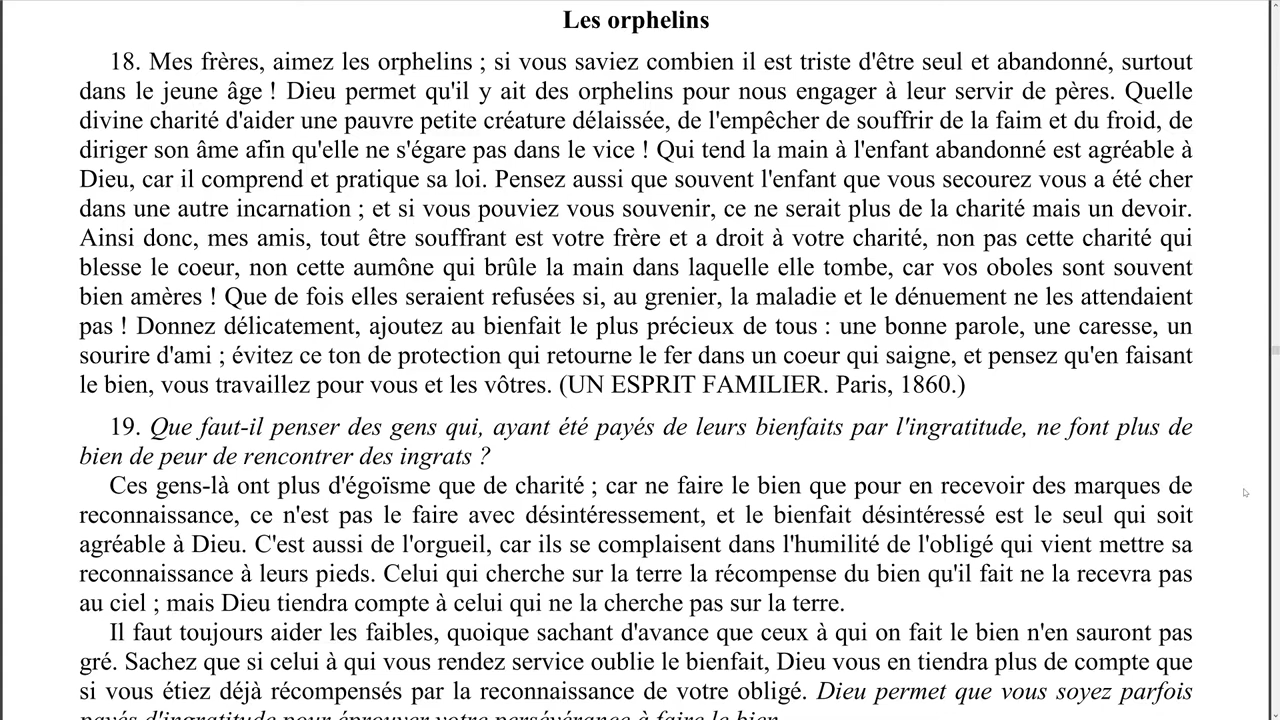 Les orphelins
18. Mes frères, aimez les orphelins ; si vous saviez combien il est triste d'être seul et abandonné, surtout
dans le jeune âge ! Dieu permet qu'il y ait des orphelins pour nous engager à leur servir de pères. Quelle
divine charité d'aider une pauvre petite créature délaissée, de l'empêcher de souffrir de la faim et du froid, de
diriger son âme afin qu'elle ne s'égare pas dans le vice ! Qui tend la main à l'enfant abandonné est agréable à
Dieu, car il comprend et pratique sa loi. Pensez aussi que souvent l'enfant que vous secourez vous a été cher
dans une autre incarnation ; et si vous pouviez vous souvenir, ce ne serait plus de la charité mais un devoir.
Ainsi donc, mes amis, tout être souffrant est votre frère et a droit à votre charité, non pas cette charité qui
blesse le coeur, non cette aumône qui brûle la main dans laquelle elle tombe, car vos oboles sont souvent
bien amères ! Que de fois elles seraient refusées si, au grenier, la maladie et le dénuement ne les attendaient
pas ! Donnez délicatement, ajoutez au bienfait le plus précieux de tous : une bonne parole, une caresse, un
sourire d'ami ; évitez ce ton de protection qui retourne le fer dans un coeur qui saigne, et pensez qu'en faisant
le bien, vous travaillez pour vous et les vôtres. (UN ESPRIT FAMILIER. Paris, 1860.)
19. Que faut-il penser des gens qui, ayant été payés de leurs bienfaits par l'ingratitude, ne font plus de
bien de peur de rencontrer des ingrats ?
Ces gens-là ont plus d'égoïsme que de charité ; car ne faire le bien que pour en recevoir des marques de
reconnaissance, ce n'est pas le faire avec désintéressement, et le bienfait désintéressé est le seul qui soit
agréable à Dieu. C'est aussi de l'orgueil, car ils se complaisent dans l'humilité de l'obligé qui vient mettre sa
reconnaissance à leurs pieds. Celui qui cherche sur la terre la récompense du bien qu'il fait ne la recevra pas
au ciel ; mais Dieu tiendra compte à celui qui ne la cherche pas sur la terre.
Il faut toujours aider les faibles, quoique sachant d'avance que ceux à qui on fait le bien n'en sauront pas
gré. Sachez que si celui à qui vous rendez service oublie le bienfait, Dieu vous en tiendra plus de compte que
si vous étiez déjà récompensés par la reconnaissance de votre obligé. Dieu permet que vous soyez parfois
payés d'ingratitude pour éprouver votre persévérance à faire le bien.